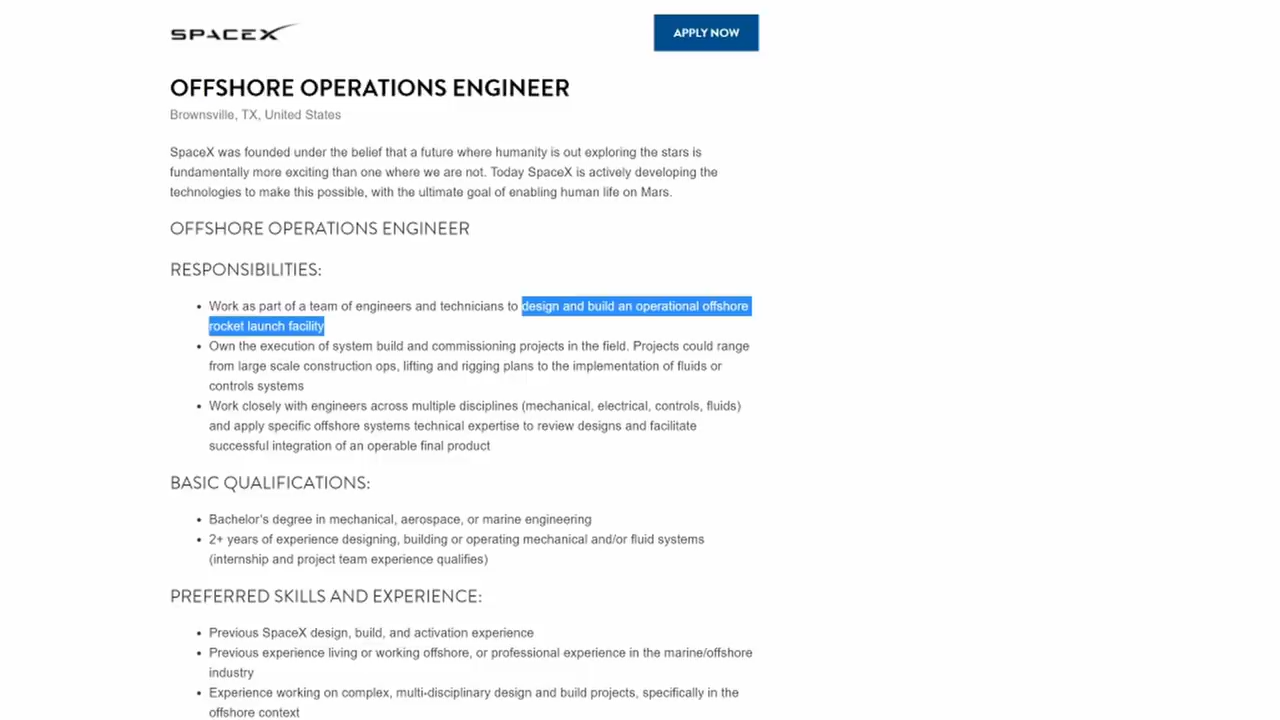 SPACEX
APPLY NOW
OFFSHORE OPERATIONS ENGINEER
Brownsville, TX, United States
SpaceX was founded under the belief that a future where humanity is out exploring the stars is
fundamentally more exciting than one where we are not. Today SpaceX is actively developing the
technologies to make this possible, with the ultimate goal of enabling human life on Mars.
OFFSHORE OPERATIONS ENGINEER
RESPONSIBILITIES:
• Work as part of a team of engineers and technicians to design and build an operational offshore
rocket launch facility
• Own the execution of system build and commissioning projects in the field. Projects could range
from large scale construction ops, lifting and rigging plans to the implementation of fluids or
controls systems
• Work closely with engineers across multiple disciplines (mechanical, electrical, controls, fluids)
and apply specific offshore systems technical expertise to review designs and facilitate
successful integration of an operable final product
BASIC QUALIFICATIONS:
• Bachelor's degree in mechanical, aerospace, or marine engineering
• 2+ years of experience designing, building or operating mechanical and/or fluid systems
(internship and project team experience qualifies)
PREFERRED SKILLS AND EXPERIENCE:
• Previous SpaceX design, build, and activation experience
• Previous experience living or working offshore, or professional experience in the marine/offshore
industry
• Experience working on complex, multi-disciplinary design and build projects, specifically in the
offshore context